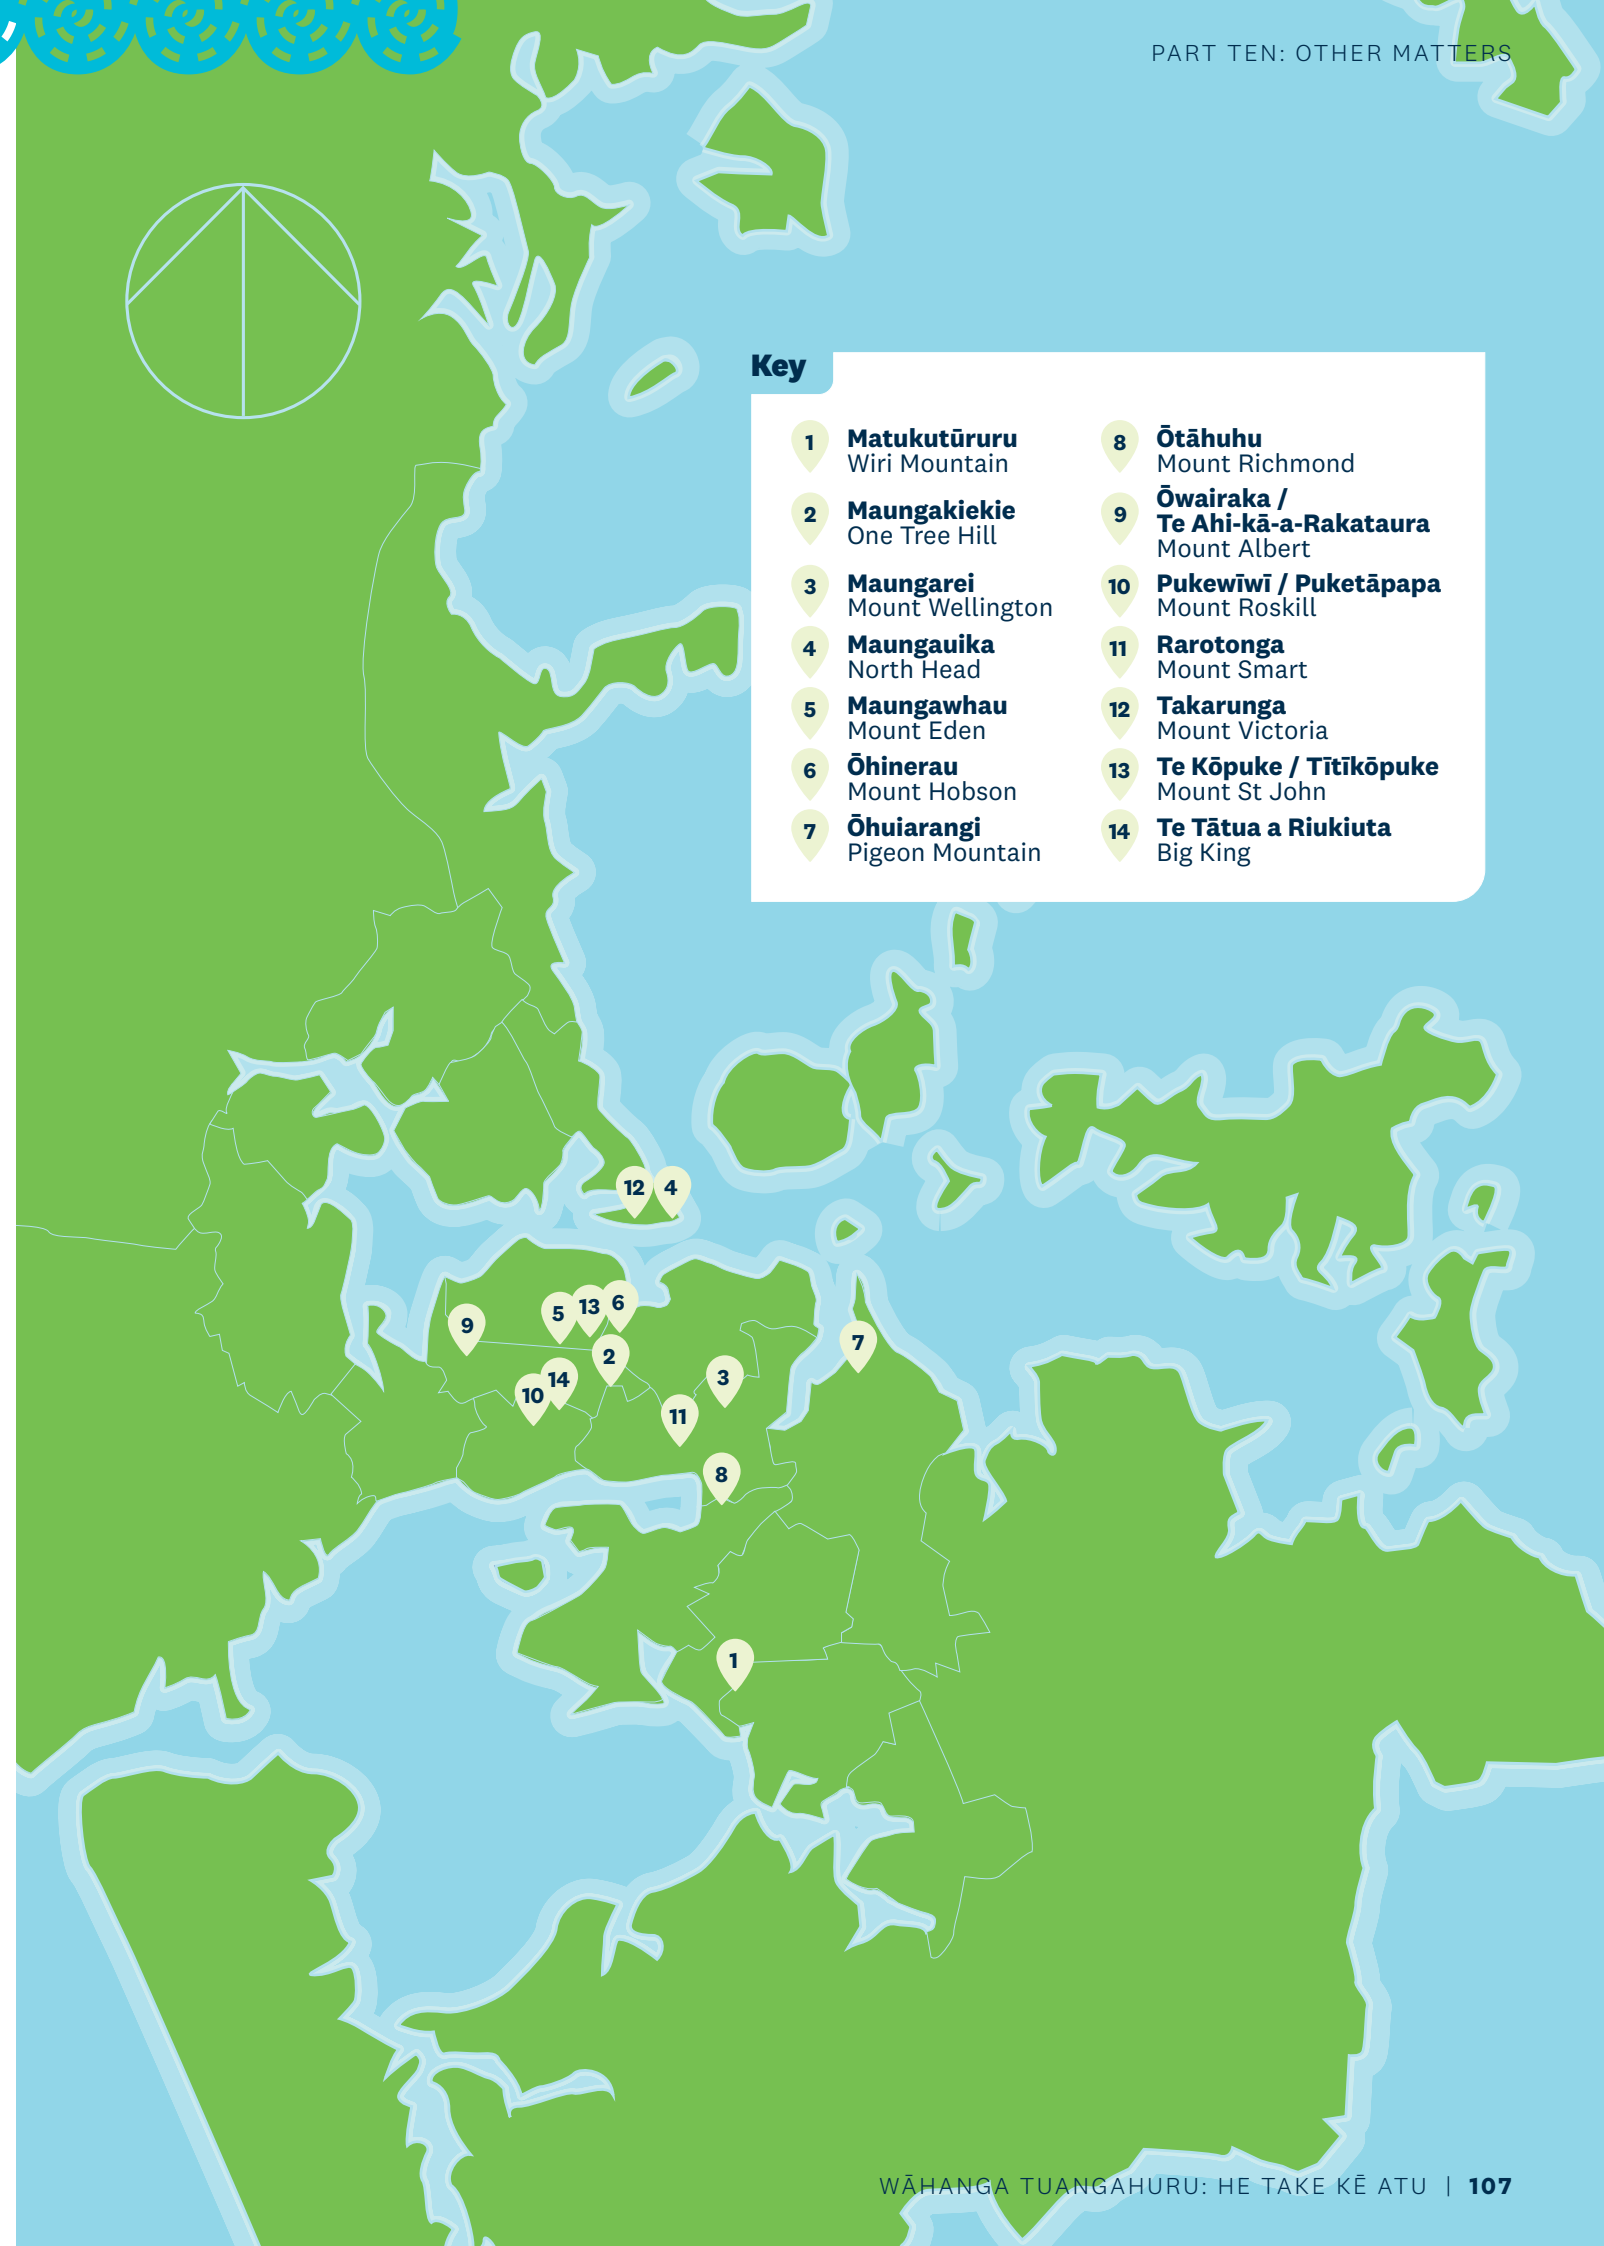 PART TEN: OTHER MATTERS
Key
1 Matukutūruru
Wiri Mountain
2 Maungakiekie
One Tree Hill
3 Maungarei
Mount Wellington
4 Maungauika
North Head
5 Maungawhau
Mount Eden
6 Ōhinerau
Mount Hobson
7 Ōhuiarangi
Pigeon Mountain
8 Ōtāhuhu
Mount Richmond
9 Ōwairaka /
Te Ahi-kā-a-Rakataura
Mount Albert
10 Pukewīwī / Puketāpapa
Mount Roskill
11 Rarotonga
Mount Smart
12 Takarunga
Mount Victoria
13 Te Kōpuke / Tītīkōpuke
Mount St John
14 Te Tātua a Riukiuta
Big King
12 4
5 13 6
9
2
7
14
3
10
11
8
1
WĀHANGA TUANGAHURU: HE TAKE KĒ ATU | 107